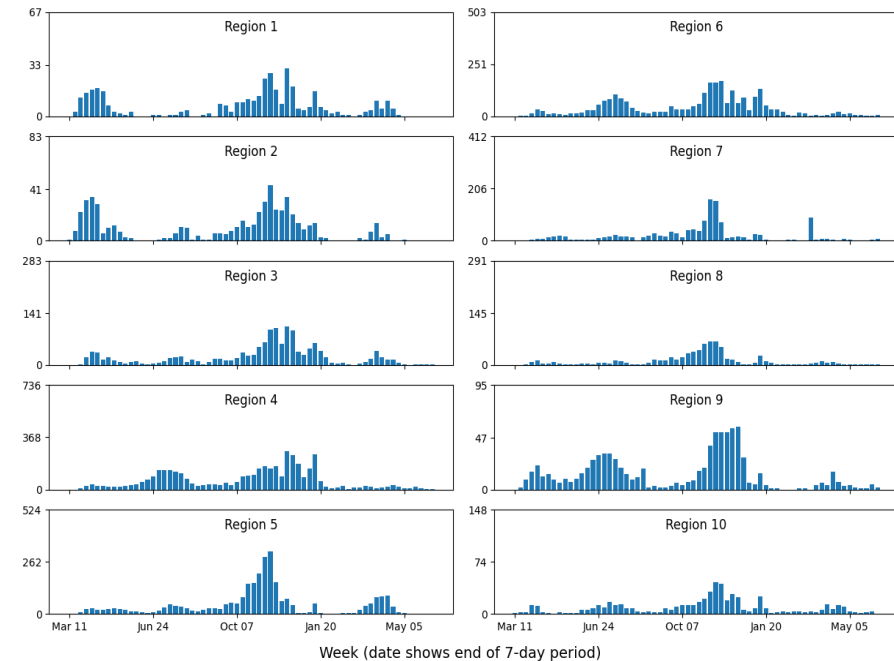 67
33
0
Region 1
503
251
0
Region 6
83
41
0
Region 2
412
206
0
Region 7
283
141
0
Region 3
291
145
0
Region 8
736
368
0
Region 4
95
47
0
Region 9
524
262
0
Region 5
148
74
0
Region 10
Mar 11 Jun 24 Oct 07 Jan 20 May 05
Mar 11 Jun 24 Oct 07 Jan 20 May 05
Week (date shows end of 7-day period)